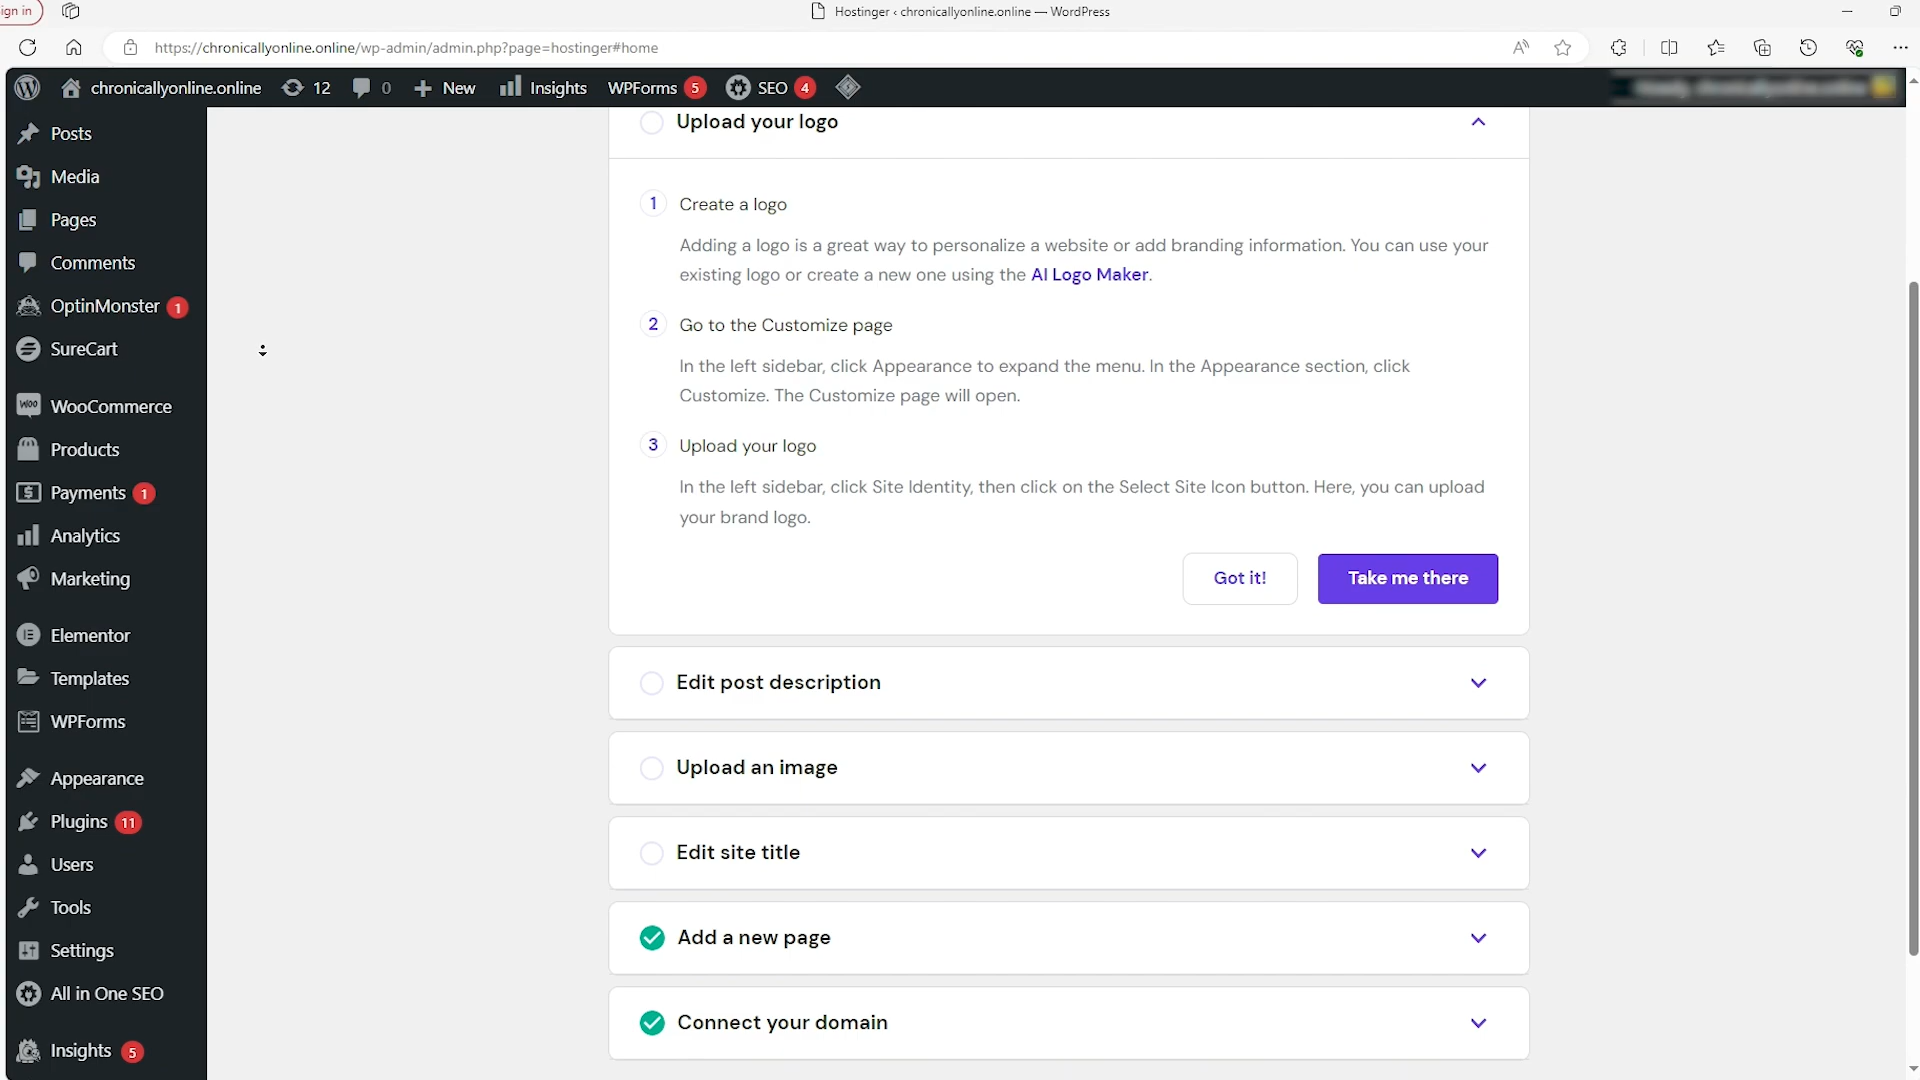 ign in
Hostinger ‹ chronicallyonline.online — WordPress
https://chronicallyonline.online/wp-admin/admin.php?page=hostinger#home
chronicallyonline.online 12 0 New Insights WPForms 5 SEO 4
Posts
Media
Pages
Comments
OptinMonster 1
SureCart
WooCommerce
Products
Payments 1
Analytics
Marketing
Elementor
Templates
WPForms
Appearance
Plugins 11
Users
Tools
Settings
All in One SEO
Insights 5
Upload your logo
1 Create a logo
Adding a logo is a great way to personalize a website or add branding information. You can use your
existing logo or create a new one using the AI Logo Maker.
2 Go to the Customize page
In the left sidebar, click Appearance to expand the menu. In the Appearance section, click
Customize. The Customize page will open.
3 Upload your logo
In the left sidebar, click Site Identity, then click on the Select Site Icon button. Here, you can upload
your brand logo.
Got it! Take me there
Edit post description
Upload an image
Edit site title
Add a new page
Connect your domain